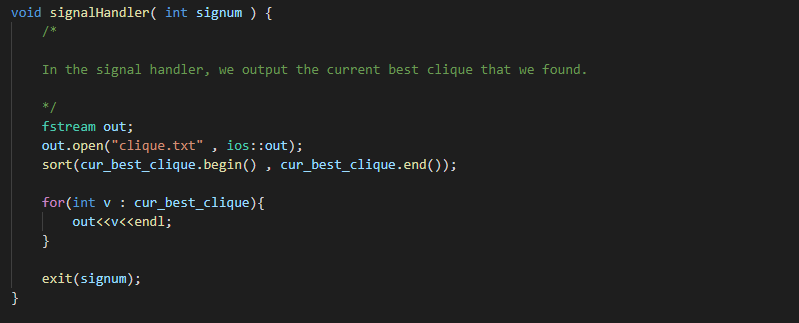 void signalHandler( int signum ) {
/*
In the signal handler, we output the current best clique that we found.
*/
fstream out;
out.open("clique.txt" , ios::out);
sort(cur_best_clique.begin() , cur_best_clique.end());
for(int v : cur_best_clique){
out<<v<<endl;
}
exit(signum);
}